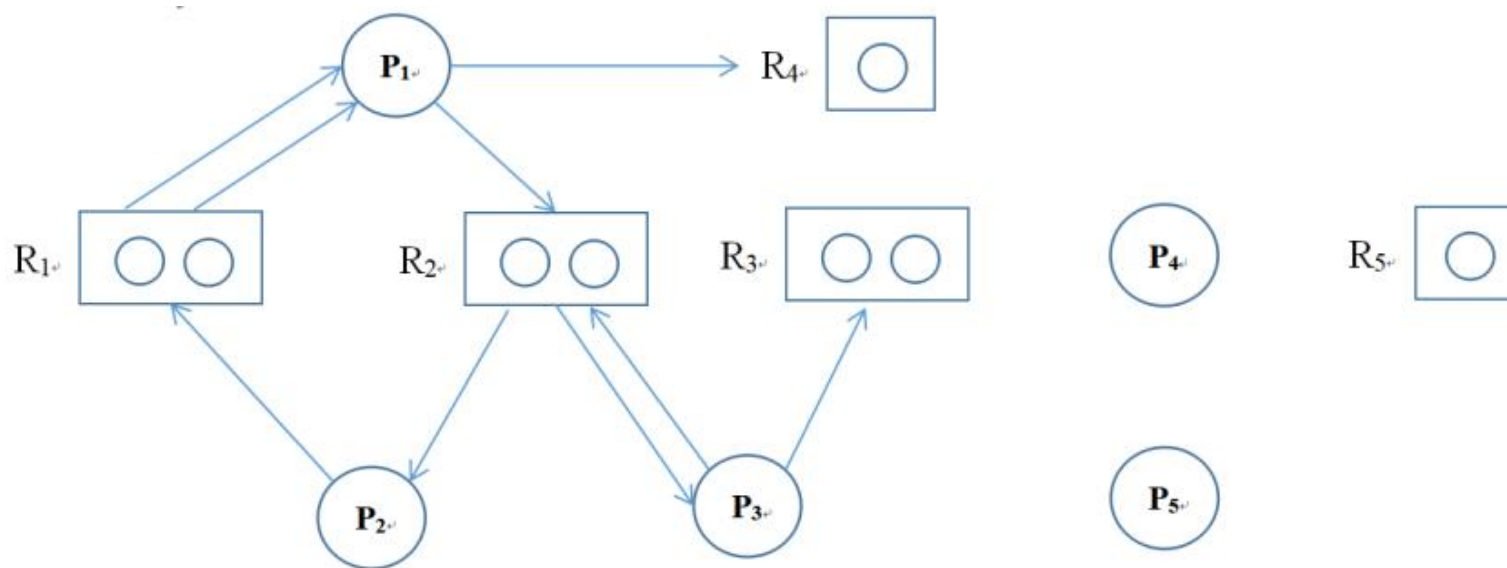 P₁
R₄
R₁
R₂
R₃
P₄
R₅
P₂
P₃
P₅